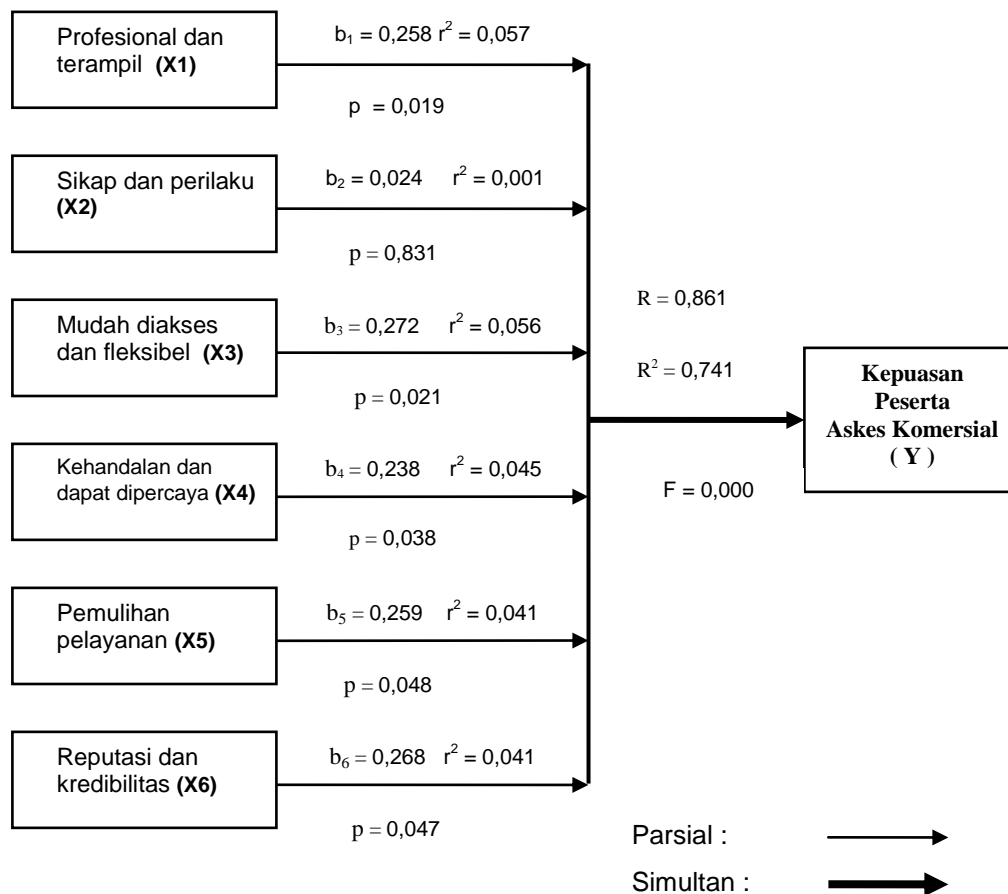 Profesional dan
terampil (X1)
b₁ = 0,258 r² = 0,057
p = 0,019
Sikap dan perilaku
(X2)
b₂ = 0,024 r² = 0,001
p = 0,831
Mudah diakses
dan fleksibel (X3)
b₃ = 0,272 r² = 0,056
p = 0,021
Kehandalan dan
dapat dipercaya (X4)
b₄ = 0,238 r² = 0,045
p = 0,038
Pemulihan
pelayanan (X5)
b₅ = 0,259 r² = 0,041
p = 0,048
Reputasi dan
kredibilitas (X6)
b₆ = 0,268 r² = 0,041
p = 0,047
R = 0,861
R² = 0,741
F = 0,000
Kepuasan
Peserta
Askes Komersial
( Y )
Parsial :
Simultan :